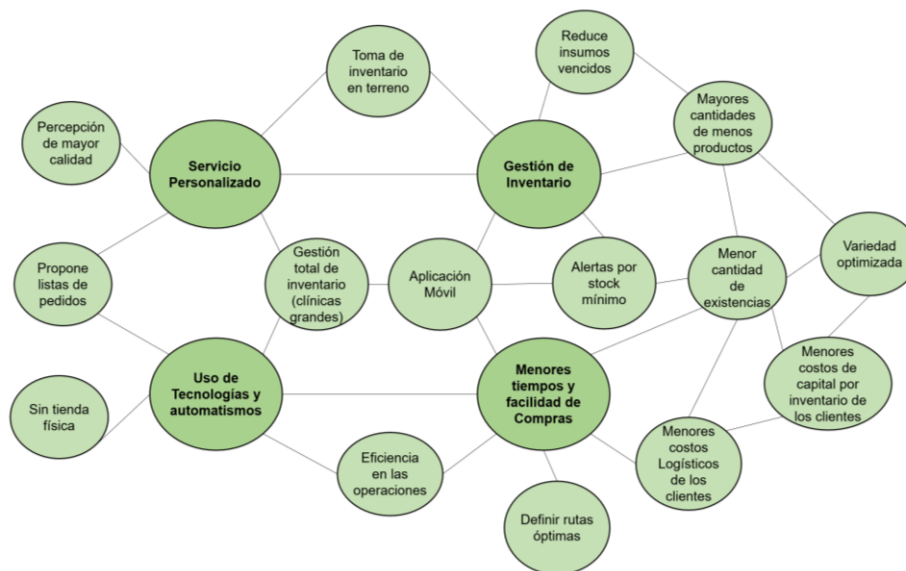 Reduce
insumos
vencidos
Toma de
inventario
en terreno
Mayores
cantidades
de menos
productos
Percepción
de mayor
calidad
Servicio
Personalizado
Gestión de
Inventario
Propone
listas de
pedidos
Gestión
total de
inventario
(clínicas
grandes)
Aplicación
Móvil
Alertas por
stock
mínimo
Menor
cantidad
de
existencias
Variedad
optimizada
Uso de
Tecnologías y
automatismos
Menores
tiempos y
facilidad de
Compras
Menores
costos de
capital por
inventario de
los clientes
Sin tienda
física
Eficiencia
en las
operaciones
Menores
costos
Logísticos
de los
clientes
Definir rutas
óptimas